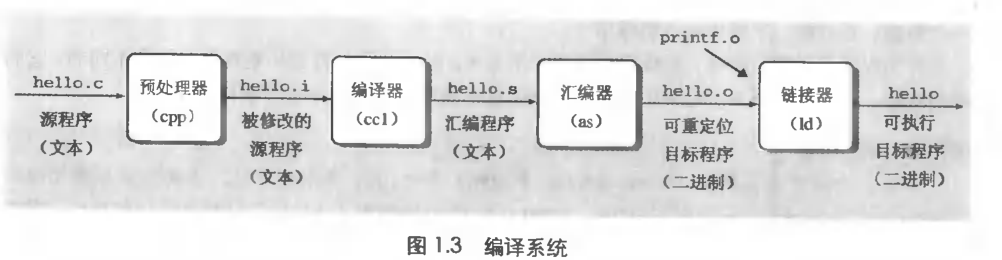 printf.o
hello.c
预处理器
(cpp)
hello.i
编译器
(cc1)
hello.s
汇编器
(as)
hello.o
链接器
(ld)
hello
源程序
(文本)
被修改的
源程序
(文本)
汇编程序
(文本)
可重定位
目标程序
(二进制)
可执行
目标程序
(二进制)
图 1.3 编译系统